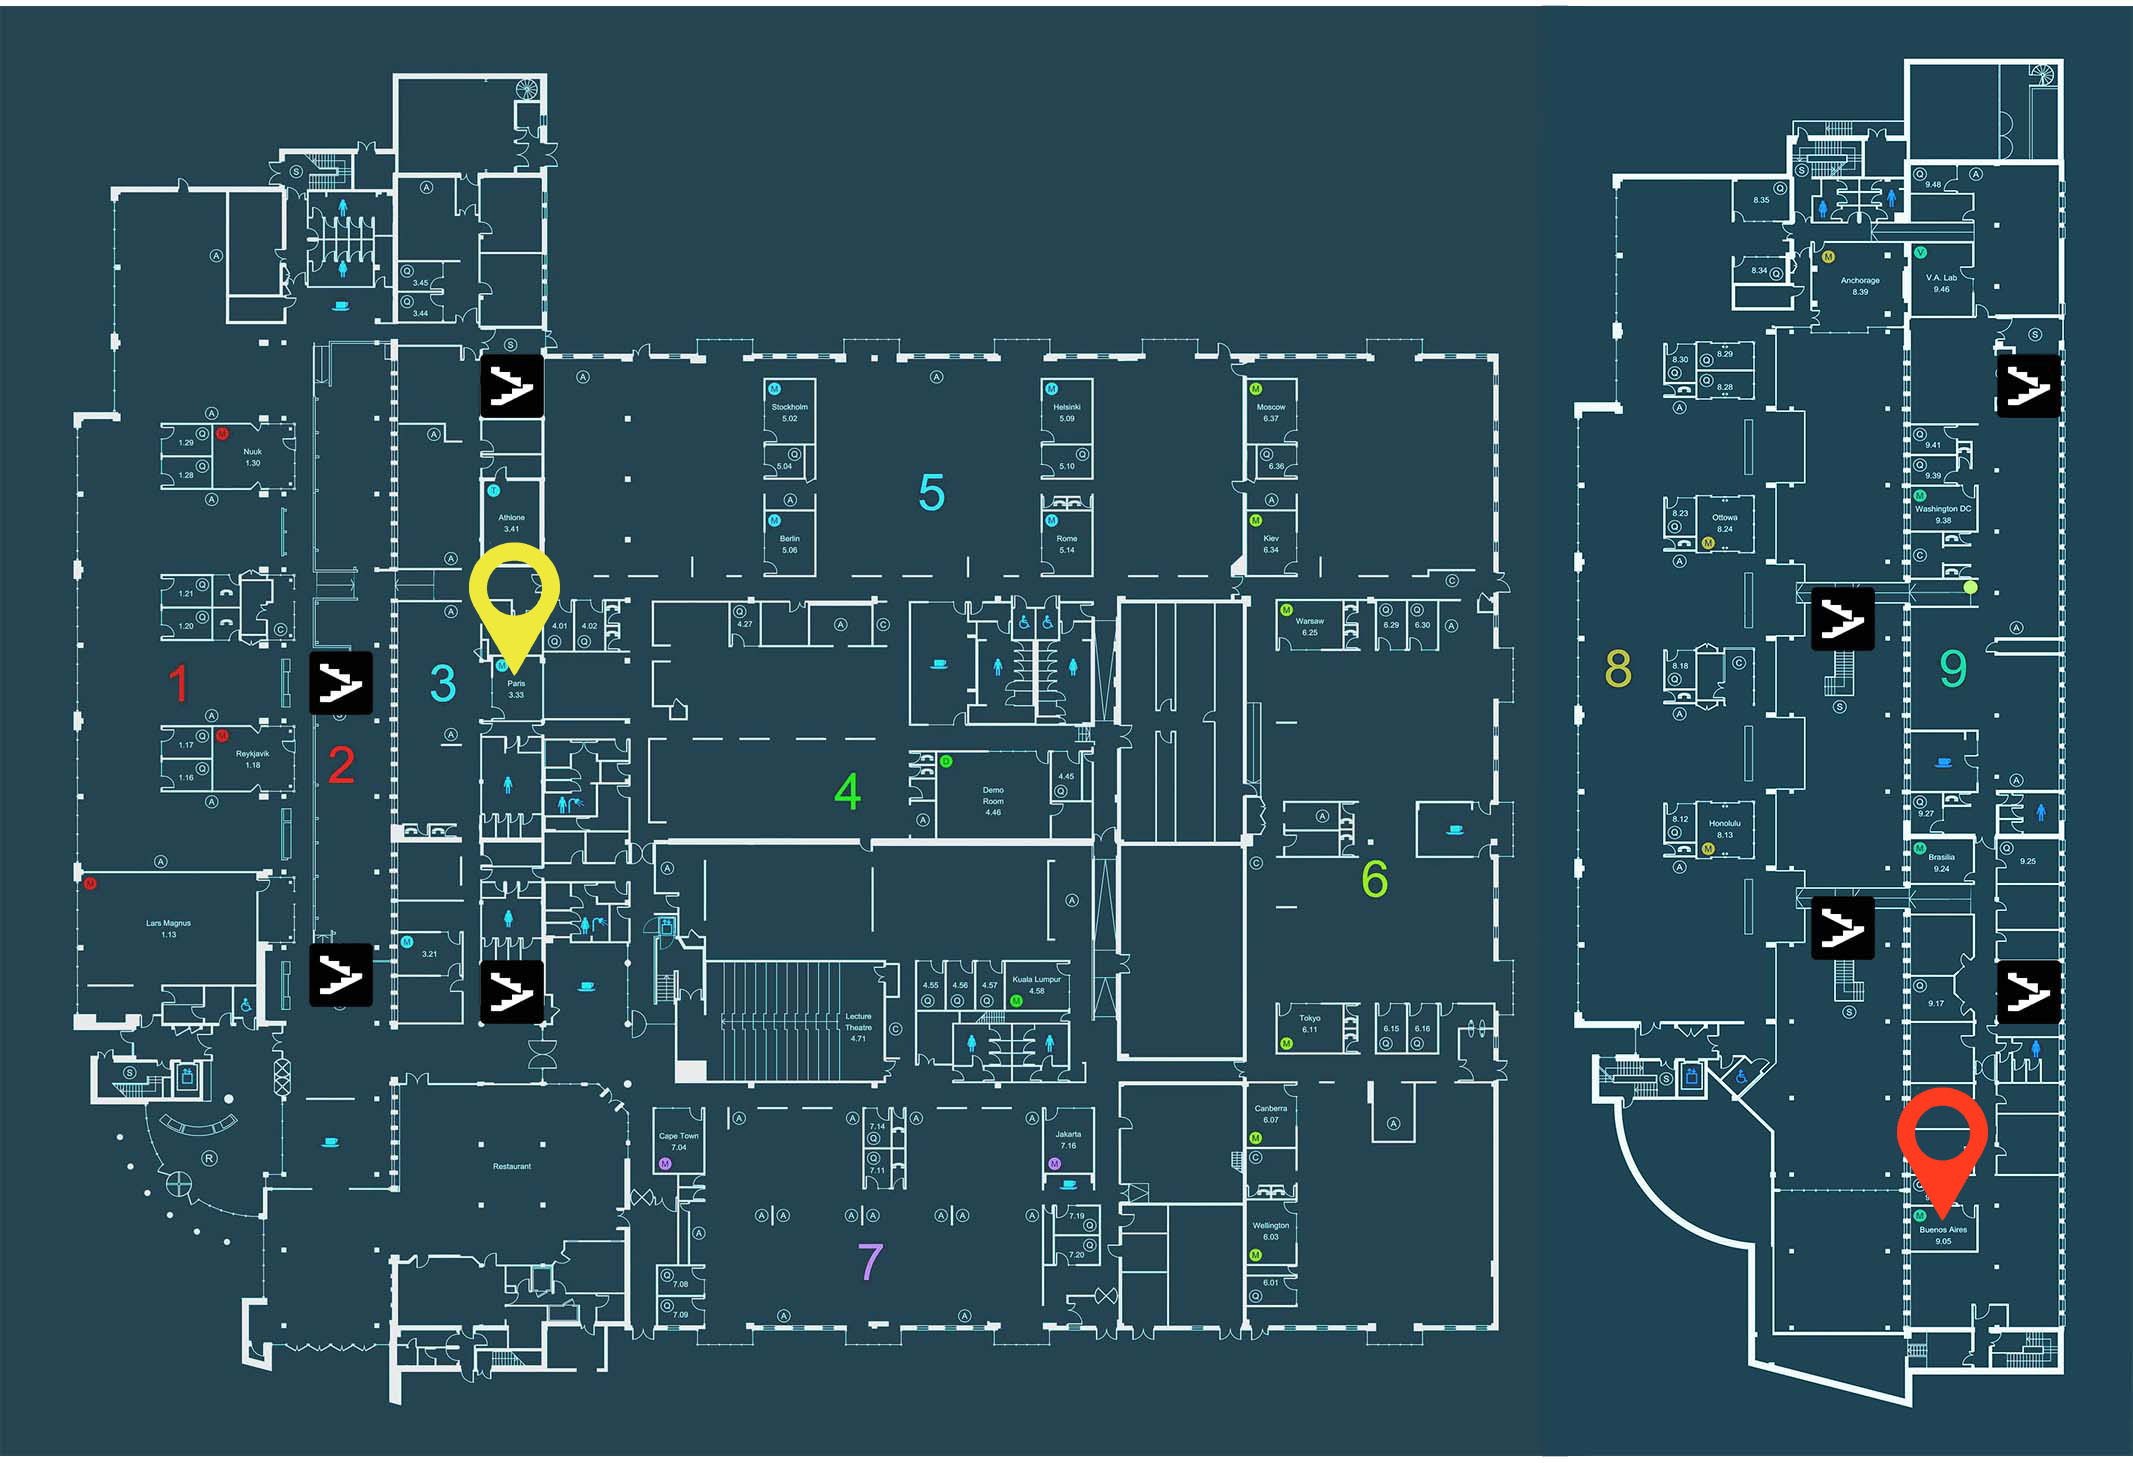 A
S
A
Q
3.45
Q
3.44
S
A
A
A
A
1.29
Q
M
Nuuk
1.30
1.28
Q
A
A
T
Athlone
3.41
M
Stockholm
5.02
Q
5.04
A
M
Berlin
5.06
5
M
Helsinki
5.09
Q
5.10
M
Rome
5.14
M
Moscow
6.37
Q
6.36
A
M
Kiev
6.34
C
1.21
Q
1.20
Q
C
A
A
1
2
3
A
A
M
Paris
3.33
4.01
Q
4.02
Q
Q
4.27
A
C
M
Warsaw
6.25
Q
6.29
Q
6.30
A
A
1.17
Q
M
Reykjavik
1.18
1.16
Q
A
4
D
Demo
Room
4.46
4.45
Q
A
A
6
C
A
M
Lars Magnus
1.13
M
3.21
A
A
4.55
Q
4.56
Q
4.57
Q
Kuala Lumpur
4.58
M
Lecture
Theatre
4.71
C
Tokyo
6.11
M
6.15
Q
6.16
Q
S
R
Restaurant
Cape Town
7.04
M
A
A
7.14
Q
Q
7.11
A
Jakarta
7.16
M
Canberra
6.07
M
C
A
A
A
A
A
A
A
A
A
7.19
Q
7.20
Q
Wellington
6.03
M
7
Q
7.08
Q
7.09
6.01
Q
A
A
S
Q
8.35
8.34
Q
M
Anchorage
8.39
Q
9.48
A
V
V.A. Lab
9.46
S
8.30
Q
Q
8.29
Q
8.28
A
Q
9.41
Q
9.39
M
Washington DC
9.38
C
8.23
Q
Ottowa
8.24
M
A
A
8
8.18
Q
C
A
S
9
A
8.12
Q
Honolulu
8.13
M
A
Q
9.27
M
Brasilia
9.24
Q
9.25
Q
9.17
S
S
Q
M
Buenos Aires
9.05